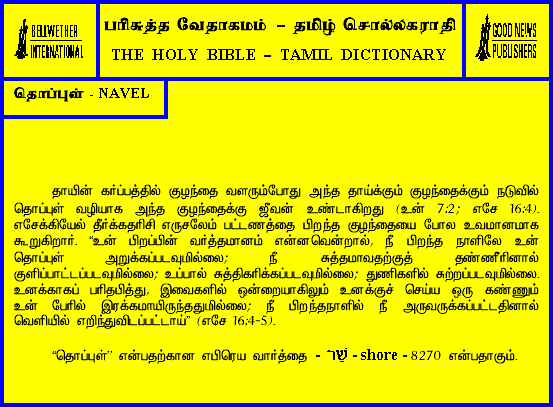 BELLWETHER
INTERNATIONAL
பரிசுத்த வேதாகமம் – தமிழ் சொல்லகராதி
THE HOLY BIBLE – TAMIL DICTIONARY
GOOD NEWS
PUBLISHERS
தொப்புள் - NAVEL
தாயின் கர்ப்பத்தில் குழந்தை வளரும்போது அந்த தாய்க்கும் குழந்தைக்கும் நடுவில்
தொப்புள் வழியாக அந்த குழந்தைக்கு ஜீவன் உண்டாகிறது (உன் 7:2; எசே 16:4).
எசேக்கியேல் தீர்க்கதரிசி எருசலேம் பட்டணத்தை பிறந்த குழந்தையை போல உவமானமாக
கூறுகிறார். “உன் பிறப்பின் வர்த்தமானம் என்னவென்றால், நீ பிறந்த நாளிலே உன்
தொப்புள் அறுக்கப்படவுமில்லை; நீ சுத்தமாவதற்குத் தண்ணீரினால்
குளிப்பாட்டப்படவுமில்லை; உப்பால் சுத்திகரிக்கப்படவுமில்லை; துணிகளில் சுற்றப்படவுமில்லை.
உனக்காகப் பரிதபித்து, இவைகளில் ஒன்றையாகிலும் உனக்குச் செய்ய ஒரு கண்ணும்
உன் பேரில் இரக்கமாயிருந்ததுமில்லை; நீ பிறந்தநாளில் நீ அருவருக்கப்பட்டதினால்
வெளியில் எறிந்துவிடப்பட்டாய்” (எசே 16:4-5).
“தொப்புள்” என்பதற்கான எபிரெய வார்த்தை - שֹׁר - shore - 8270 என்பதாகும்.